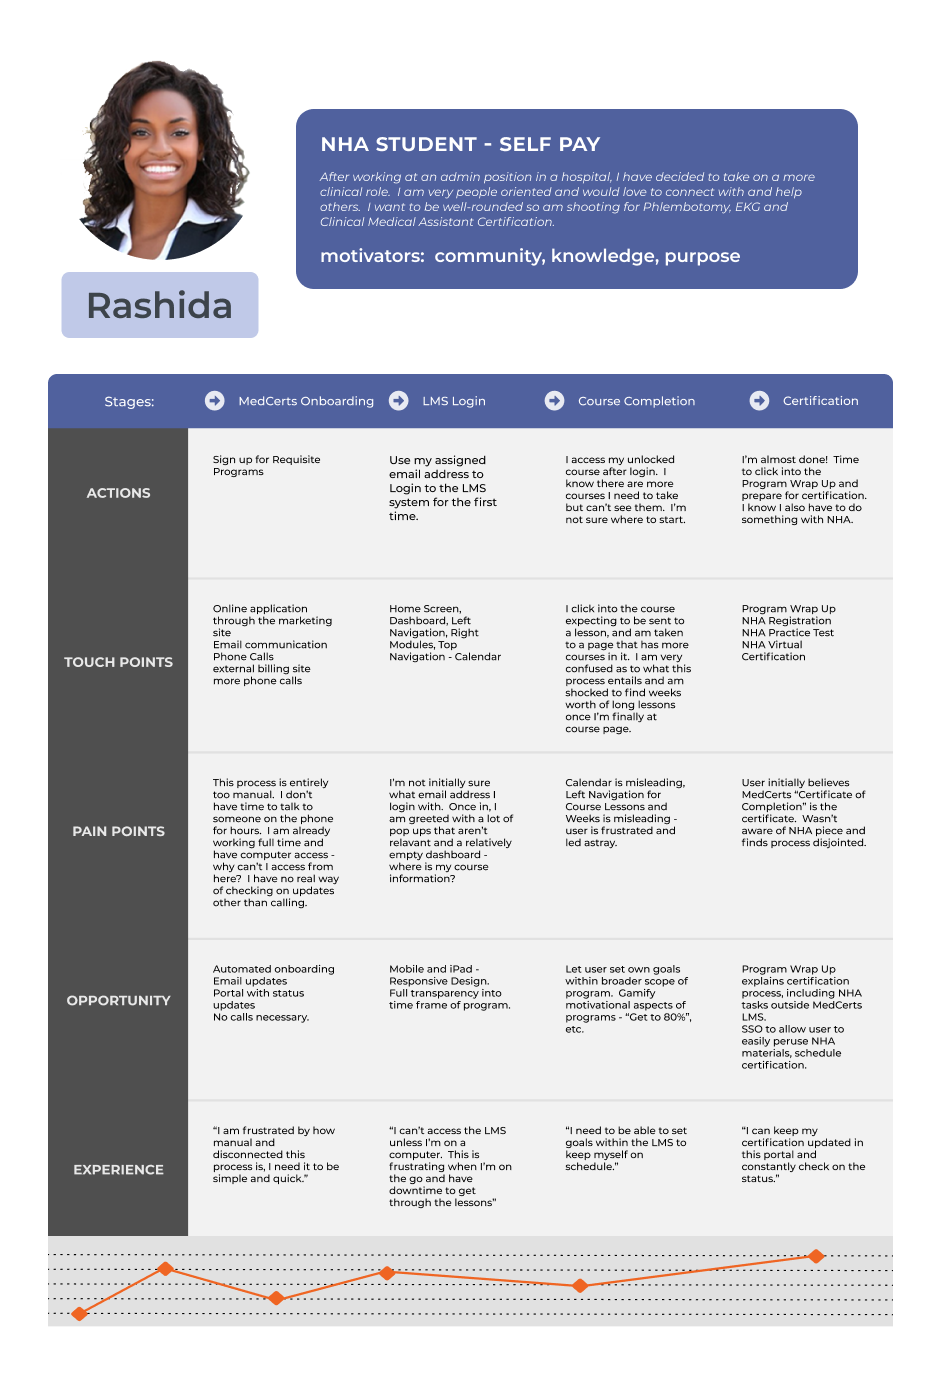 NHA STUDENT - SELF PAY
After working at an admin position in a hospital, I have decided to take on a more
clinical role.  I am very people oriented and would love to connect with and help
others.  I want to be well-rounded so am shooting for Phlembotomy, EKG and
Clinical Medical Assistant Certification.
motivators:  community, knowledge, purpose
Rashida
Stages:
MedCerts Onboarding
LMS Login
Course Completion
Certification
ACTIONS
Sign up for Requisite
Programs
Use my assigned
email address to
Login to the LMS
system for the first
time.
I access my unlocked
course after login.  I
know there are more
courses I need to take
but can't see them.  I'm
not sure where to start.
I'm almost done!  Time
to click into the
Program Wrap Up and
prepare for certification.
I know I also have to do
something with NHA.
TOUCH POINTS
Online application
through the marketing
site
Email communication
Phone Calls
external billing site
more phone calls
Home Screen,
Dashboard, Left
Navigation, Right
Modules, Top
Navigation - Calendar
I click into the course
expecting to be sent to
a lesson, and am taken
to a page that has more
courses in it.  I am very
confused as to what this
process entails and am
shocked to find weeks
worth of long lessons
once I'm finally at
course page.
Program Wrap Up
NHA Registration
NHA Practice Test
NHA Virtual
Certification
PAIN POINTS
This process is entirely
too manual.  I don't
have time to talk to
someone on the phone
for hours.  I am already
working full time and
have computer access -
why can't I access from
here?  I have no real way
of checking on updates
other than calling.
I'm not initially sure
what email address I
login with.  Once in, I
am greeted with a lot of
pop ups that aren't
relavant and a relatively
empty dashboard -
where is my course
information?
Calendar is misleading,
Left Navigation for
Course Lessons and
Weeks is misleading -
user is frustrated and
led astray.
User initially believes
MedCerts "Certificate of
Completion" is the
certificate.  Wasn't
aware of NHA piece and
finds process disjointed.
OPPORTUNITY
Automated onboarding
Email updates
Portal with status
updates
No calls necessary.
Mobile and iPad -
Responsive Design.
Full transparency into
time frame of program.
Let user set own goals
within broader scope of
program.  Gamify
motivational aspects of
programs - "Get to 80%",
etc.
Program Wrap Up
explains certification
process, including NHA
tasks outside MedCerts
LMS.
SSO to allow user to
easily peruse NHA
materials, schedule
certification.
EXPERIENCE
"I am frustrated by how
manual and
disconnected this
process is, I need it to be
simple and quick."
"I can't access the LMS
unless I'm on a
computer.  This is
frustrating when I'm on
the go and have
downtime to get
through the lessons"
"I need to be able to set
goals within the LMS to
keep myself on
schedule."
"I can keep my
certification updated in
this portal and
constantly check on the
status."